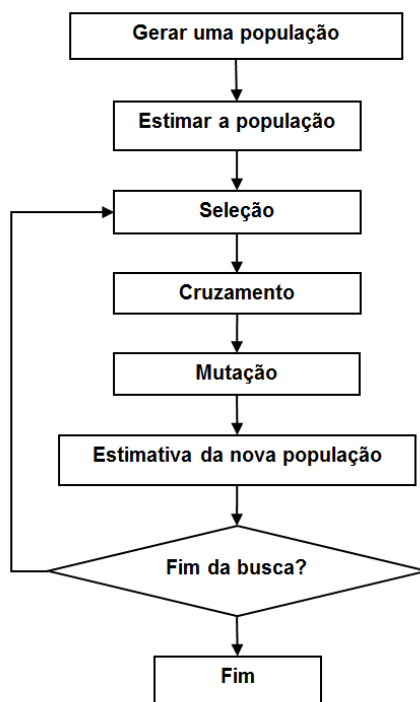 Gerar uma população
Estimar a população
Seleção
Cruzamento
Mutação
Estimativa da nova população
Fim da busca?
Fim